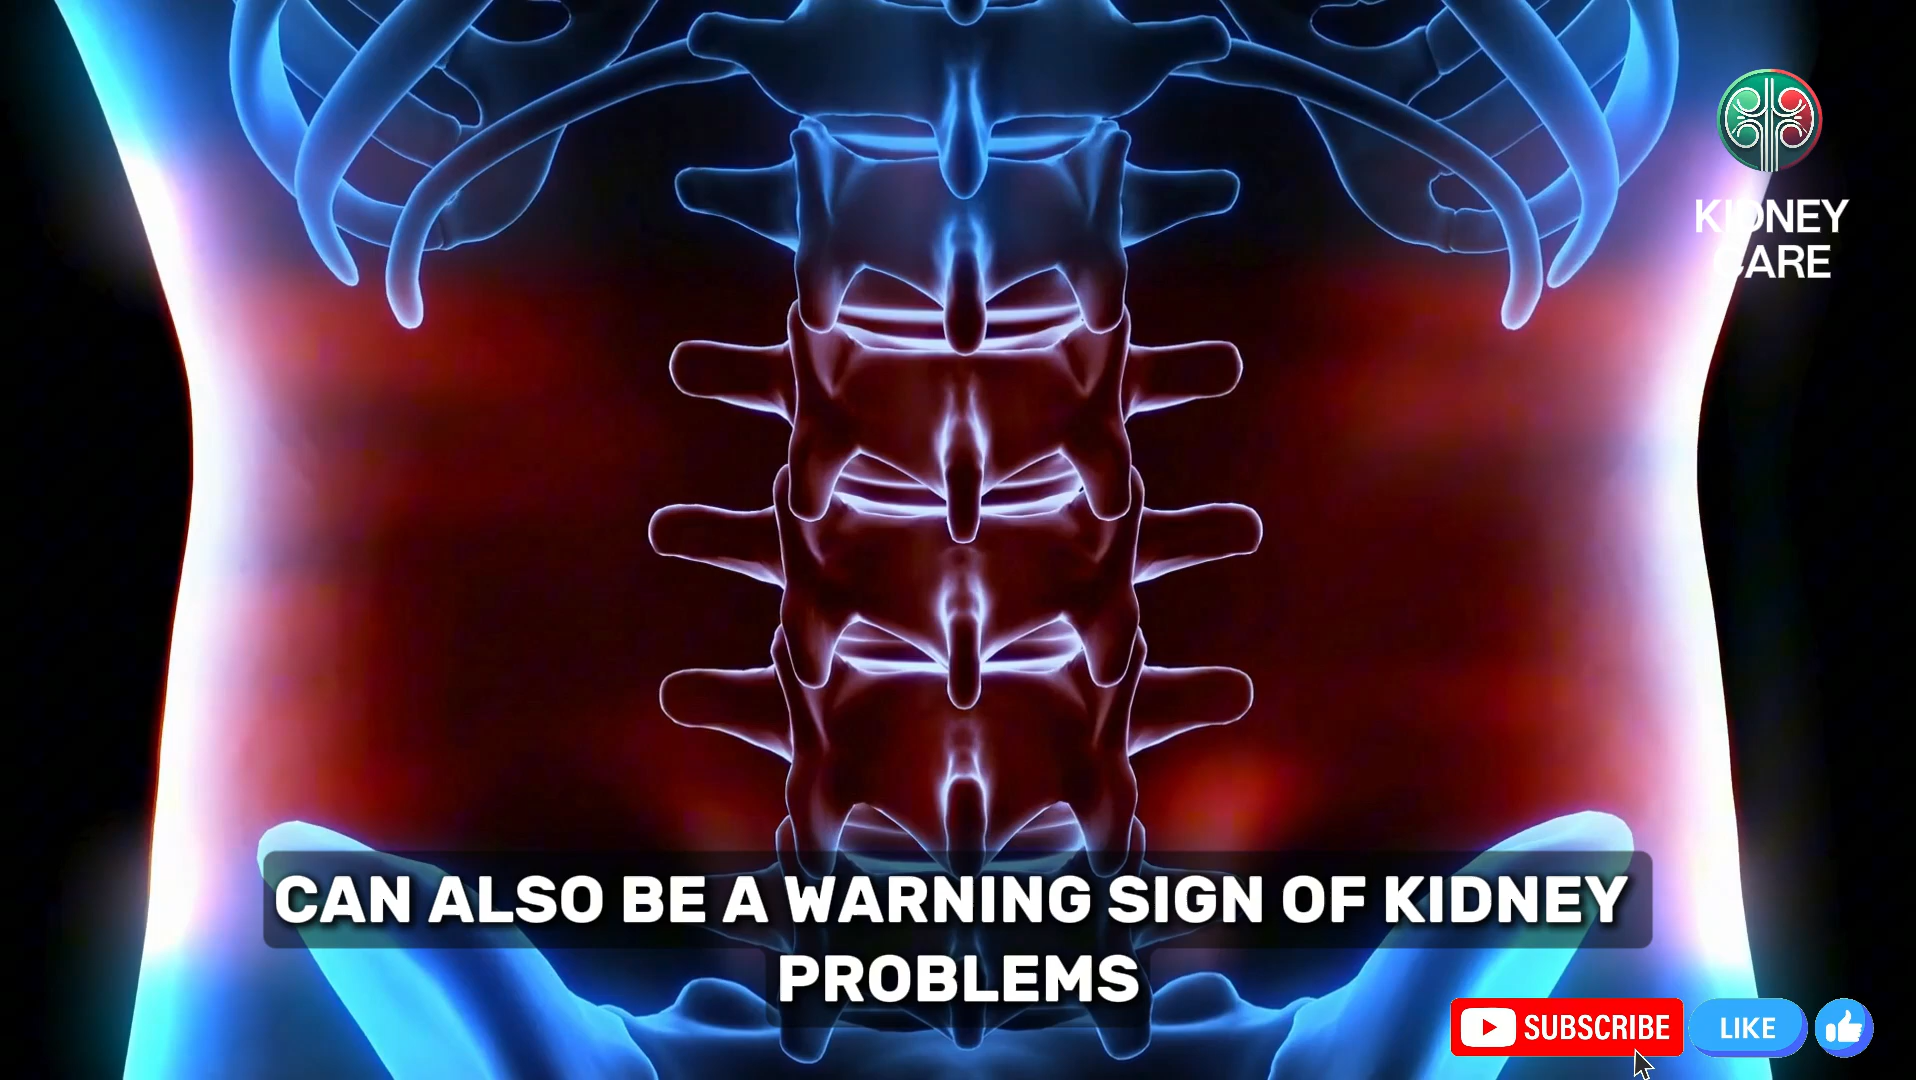 KIDNEY
CARE
CAN ALSO BE A WARNING SIGN OF KIDNEY
PROBLEMS
SUBSCRIBE
LIKE